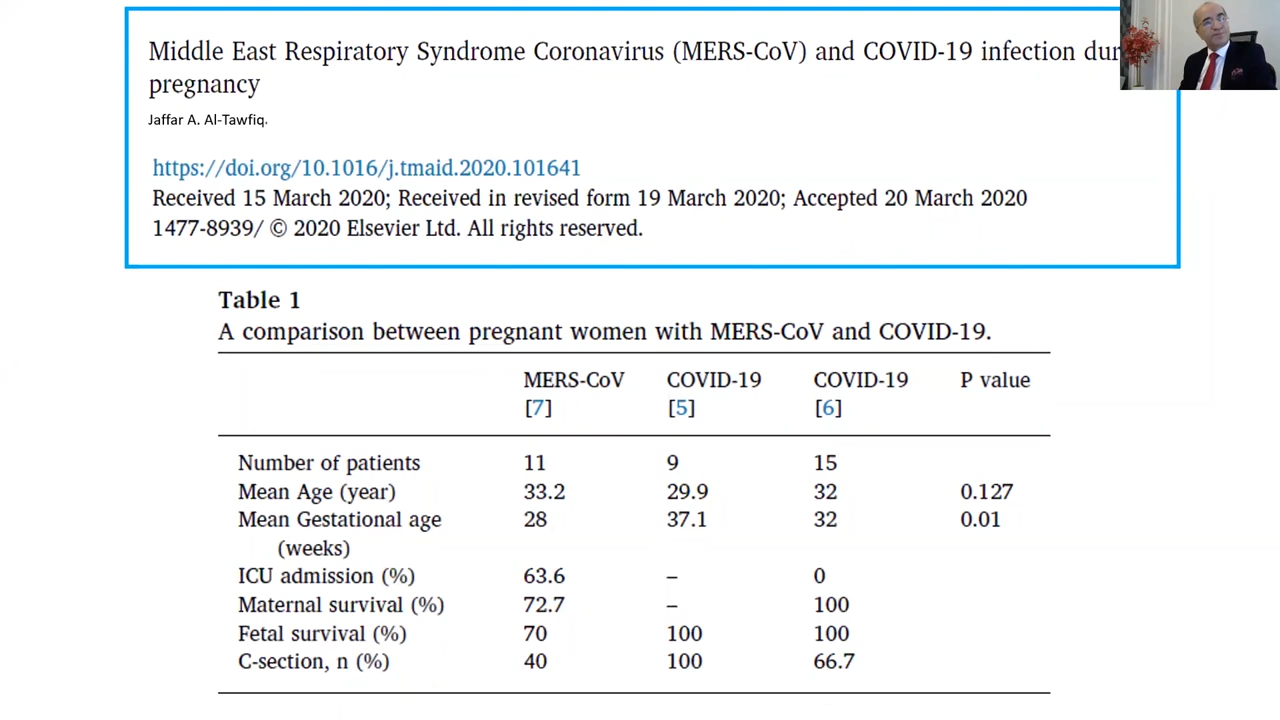 Middle East Respiratory Syndrome Coronavirus (MERS-CoV) and COVID-19 infection
pregnancy
Jaffar A. Al-Tawfiq.
https://doi.org/10.1016/j.tmaid.2020.101641
Received 15 March 2020; Received in revised form 19 March 2020; Accepted 20 March 2020
1477-8939/ © 2020 Elsevier Ltd. All rights reserved.
Table 1
A comparison between pregnant women with MERS-CoV and COVID-19.
MERS-CoV COVID-19 COVID-19 P value
[7] [5] [6]
Number of patients 11 9 15
Mean Age (year) 33.2 29.9 32 0.127
Mean Gestational age 28 37.1 32 0.01
(weeks)
ICU admission (%) 63.6 – 0
Maternal survival (%) 72.7 – 100
Fetal survival (%) 70 100 100
C-section, n (%) 40 100 66.7